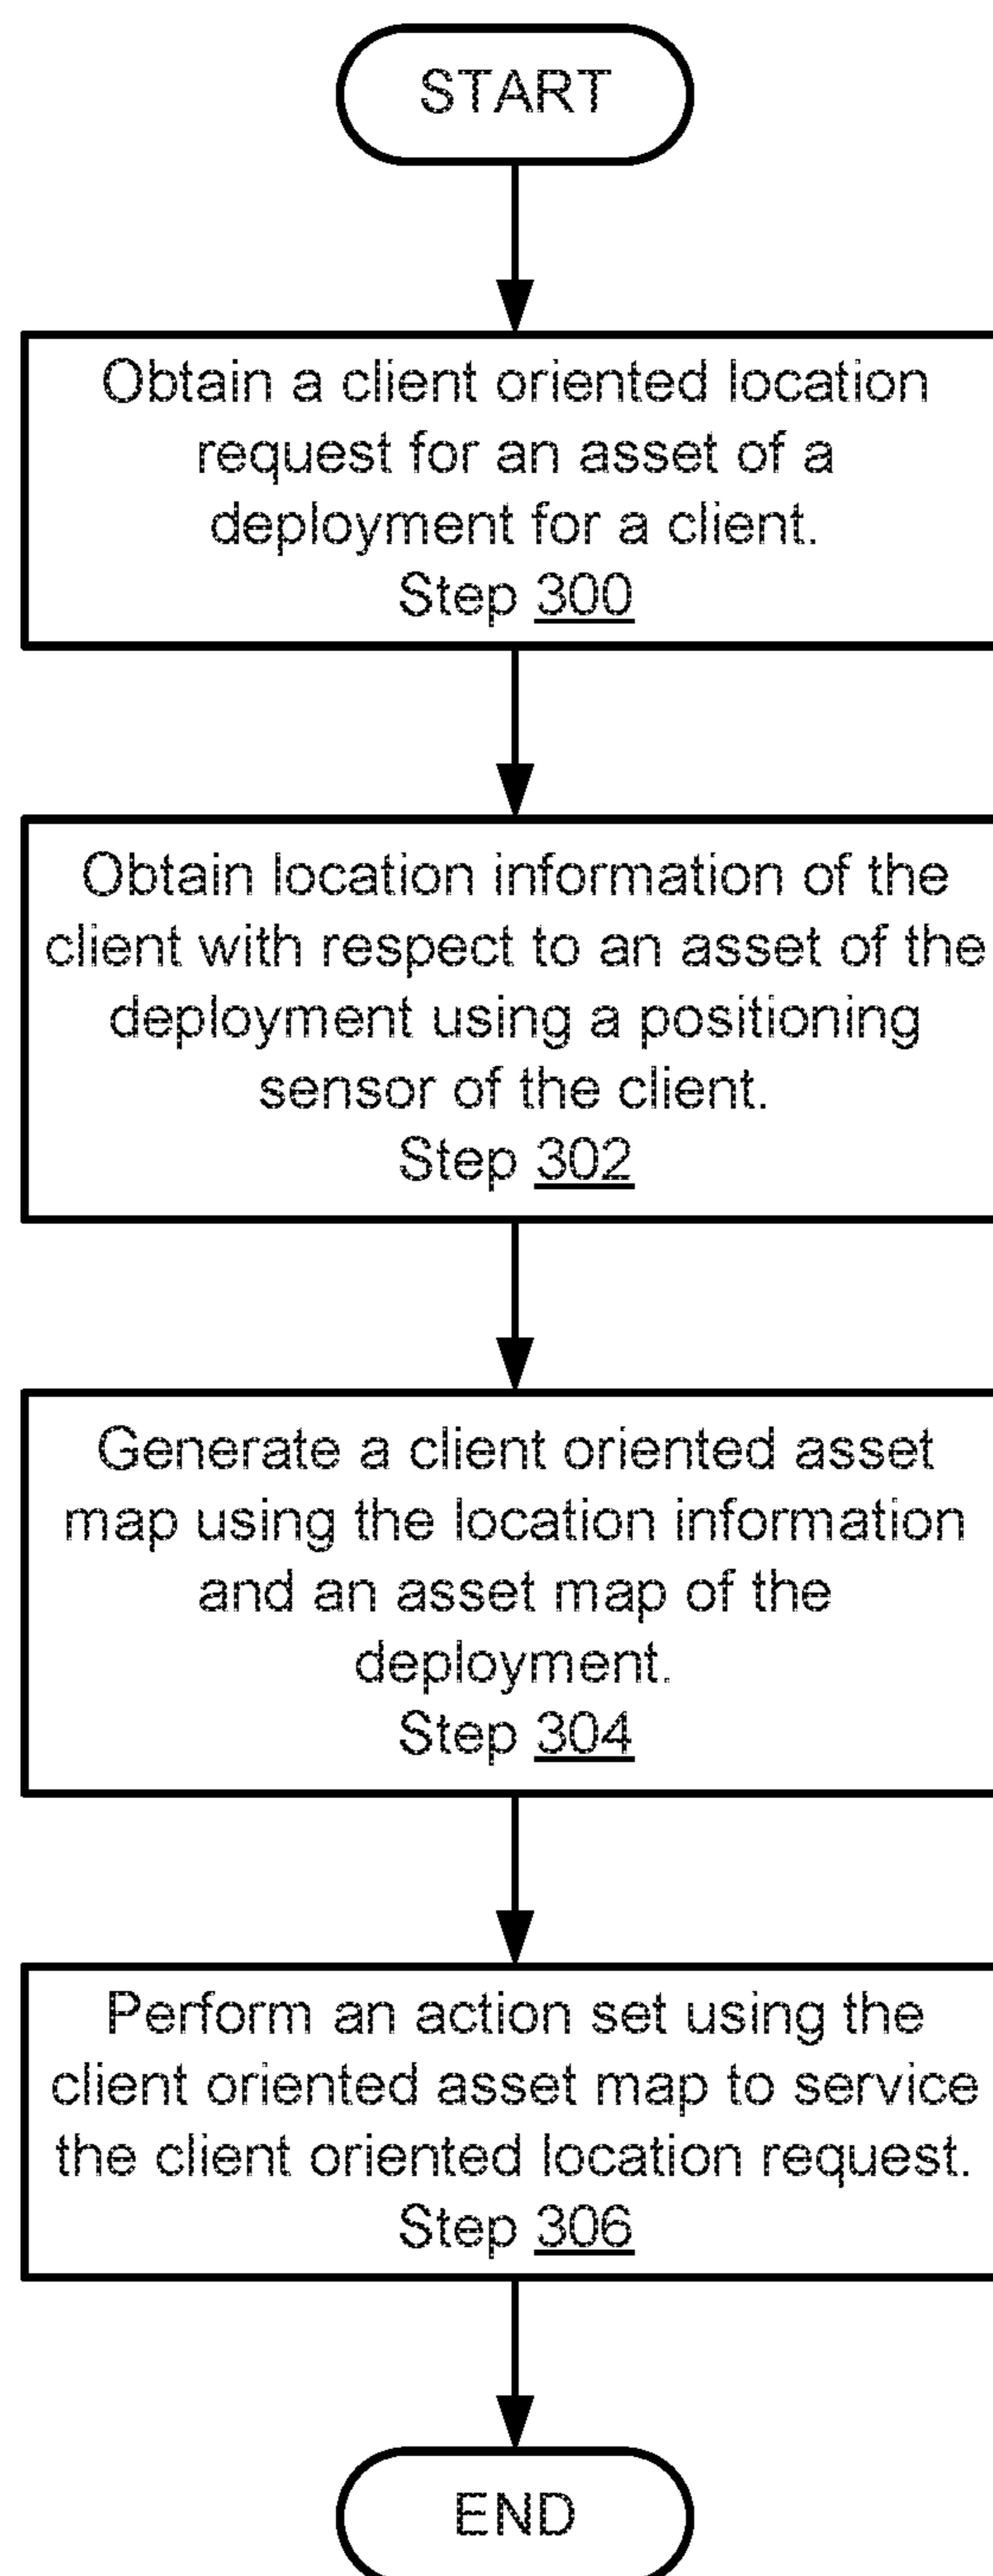 START
Obtain a client oriented location
request for an asset of a
deployment for a client.
Step 300
Obtain location information of the
client with respect to an asset of the
deployment using a positioning
sensor of the client.
Step 302
Generate a client oriented asset
map using the location information
and an asset map of the
deployment.
Step 304
Perform an action set using the
client oriented asset map to service
the client oriented location request.
Step 306
END